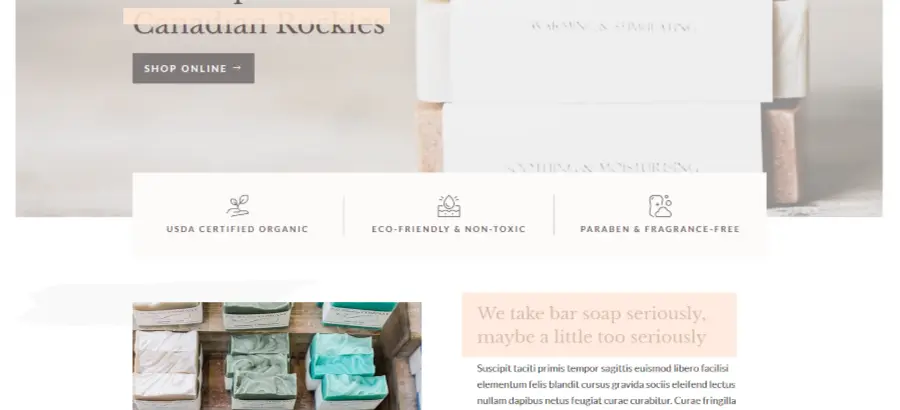 Canadian Rockies
SHOP ONLINE →
WARMING & STIMULATING
SOOTHING & MOISTURISING
USDA CERTIFIED ORGANIC
ECO-FRIENDLY & NON-TOXIC
PARABEN & FRAGRANCE-FREE
We take bar soap seriously,
maybe a little too seriously
Suscipit taciti primis tempor sagittis euismod libero facilisi
elementum felis blandit cursus gravida sociis eleifend lectus
nullam dapibus netus feugiat curae curabitur. Curae fringilla